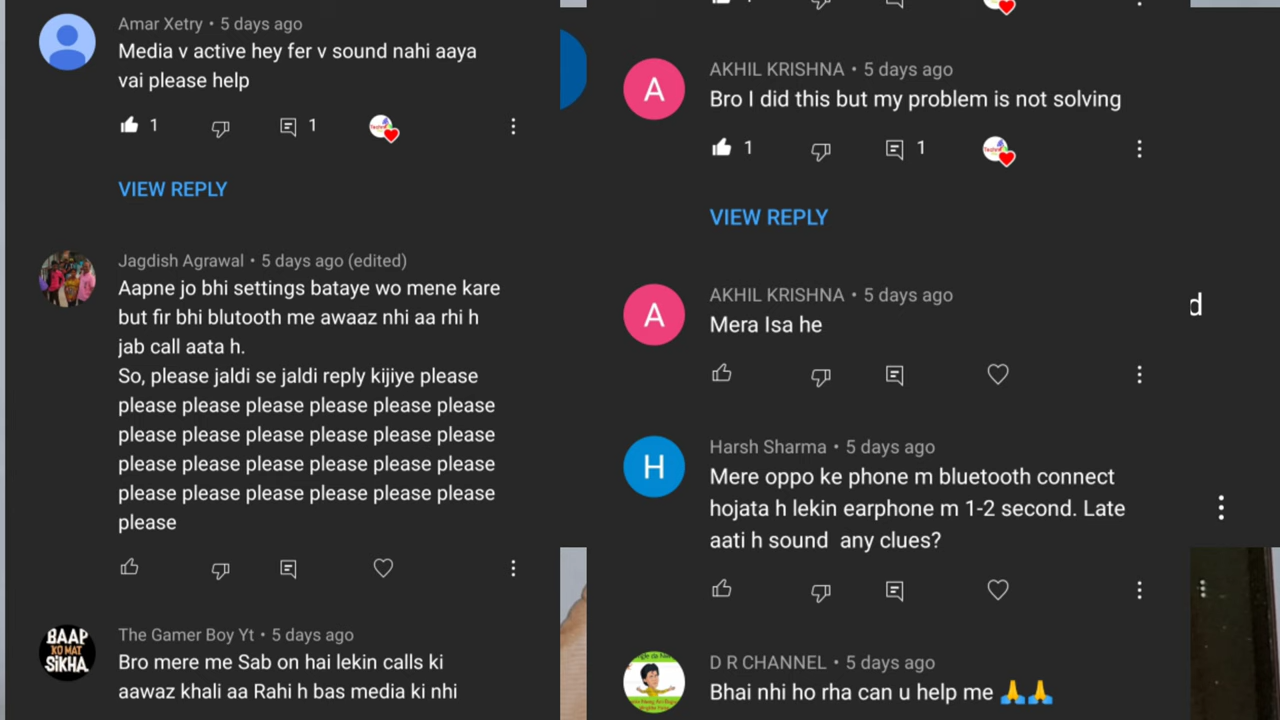 Amar Xetry • 5 days ago
Media v active hey fer v sound nahi aaya
vai please help
1
1
VIEW REPLY
Jagdish Agrawal • 5 days ago (edited)
Aapne jo bhi settings bataye wo mene kare
but fir bhi blutooth me awaaz nhi aa rhi h
jab call aata h.
So, please jaldi se jaldi reply kijiye please
please please please please please please
please please please please please please
please please please please please please
please please please please please please
please
BAAP
KO MAT
SiKHA
The Gamer Boy Yt • 5 days ago
Bro mere me Sab on hai lekin calls ki
aawaz khali aa Rahi h bas media ki nhi
A
AKHIL KRISHNA • 5 days ago
Bro I did this but my problem is not solving
1
1
VIEW REPLY
A
AKHIL KRISHNA • 5 days ago
Mera Isa he
d
H
Harsh Sharma • 5 days ago
Mere oppo ke phone m bluetooth connect
hojata h lekin earphone m 1-2 second. Late
aati h sound any clues?
D R CHANNEL • 5 days ago
Bhai nhi ho rha can u help me 🙏🙏